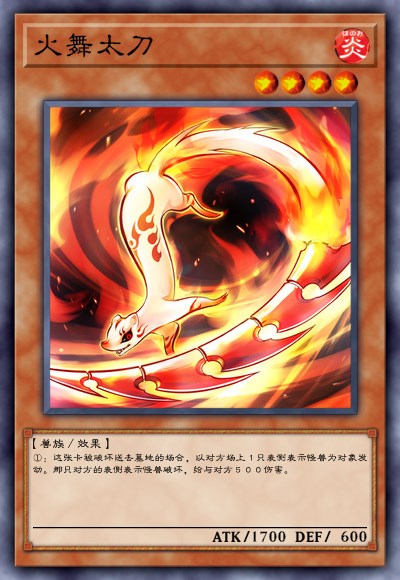 火舞太刀
ほのお
炎
【兽族／效果】
①：这张卡被破坏送去墓地的场合，以对方场上１只表侧表示怪兽为对象发
动。那只对方的表侧表示怪兽破坏，给与对方５００伤害。
ATK/1700 DEF/ 600